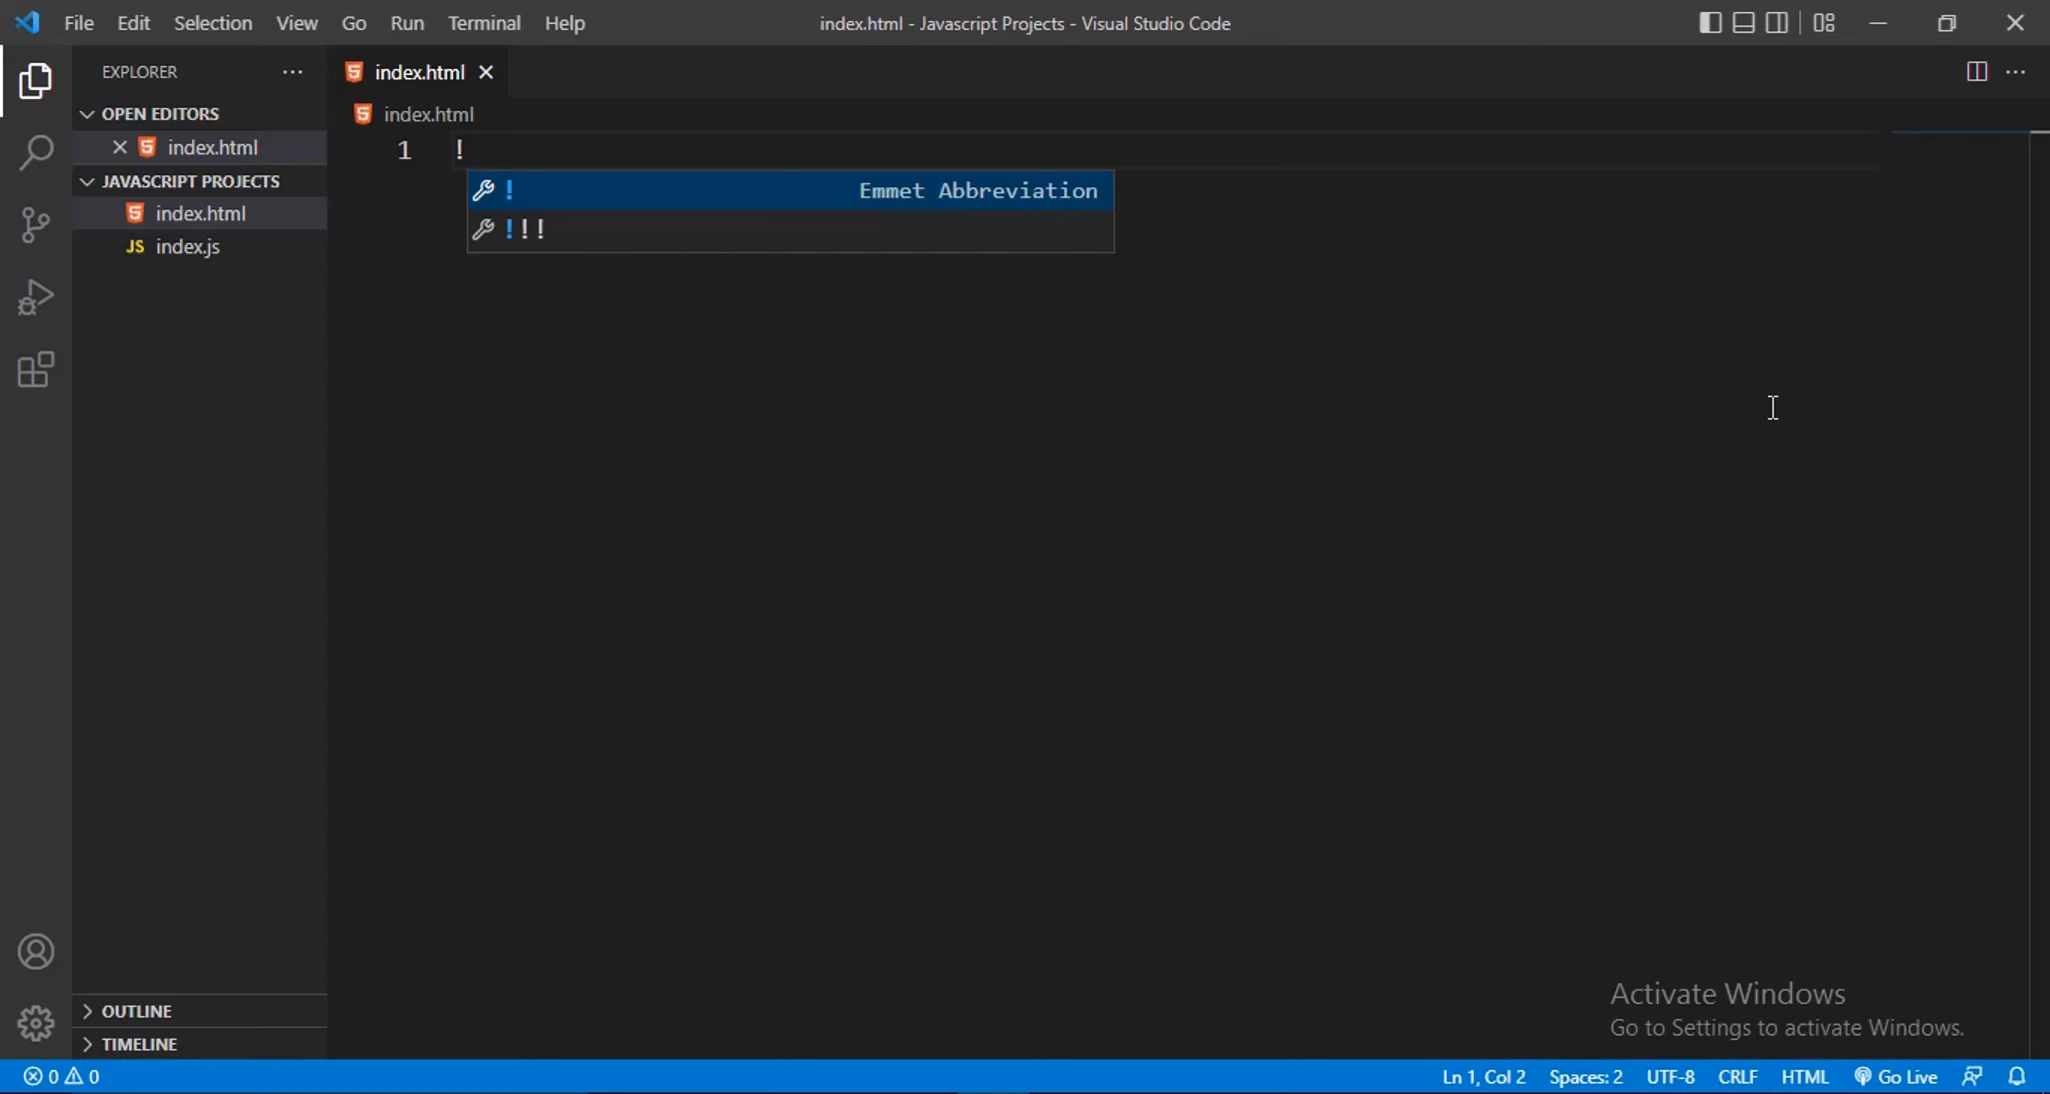 File Edit Selection View Go Run Terminal Help index.html - Javascript Projects - Visual Studio Code
EXPLORER
index.html
OPEN EDITORS
index.html
index.html
JAVASCRIPT PROJECTS
index.html
JS index.js
1 !
! Emmet Abbreviation
!!!
OUTLINE
TIMELINE
Activate Windows
Go to Settings to activate Windows.
0 0 Ln 1, Col 2 Spaces: 2 UTF-8 CRLF HTML Go Live